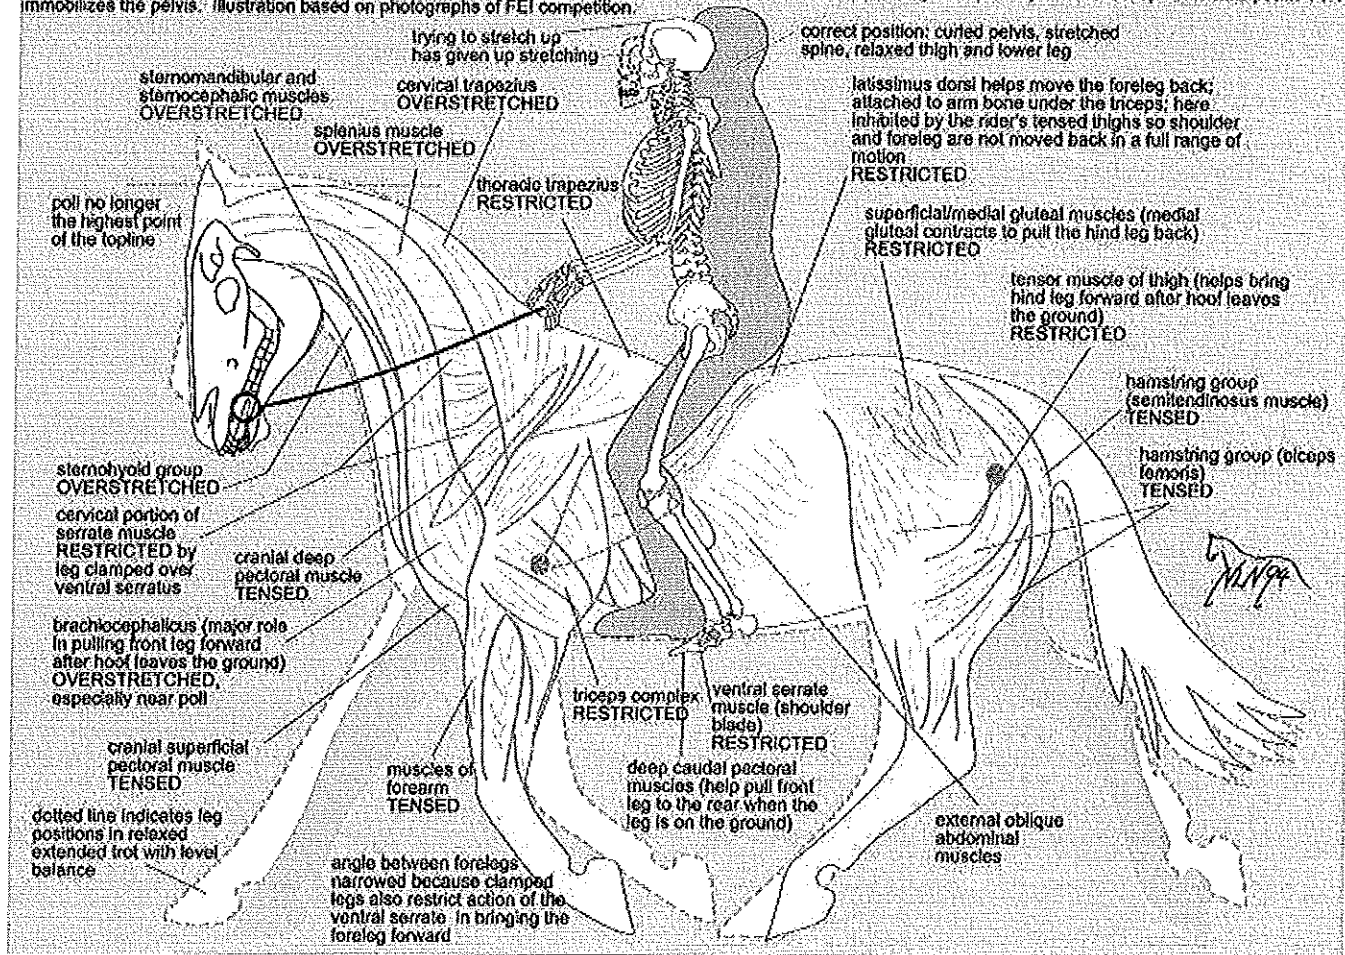 immobilizes the pelvis. Illustration based on photographs of FEI competition.
trying to stretch up
has given up stretching
correct position: curled pelvis, stretched
spine, relaxed thigh and lower leg
sternomandibular and
sternocephalic muscles
OVERSTRETCHED
cervical trapezius
OVERSTRETCHED
splenius muscle
OVERSTRETCHED
latissimus dorsi helps move the foreleg back;
attached to arm bone under the triceps; here
inhibited by the rider's tensed thighs so shoulder
and foreleg are not moved back in a full range of
motion
RESTRICTED
thoracic trapezius
RESTRICTED
poll no longer
the highest point
of the topline
superficial/medial gluteal muscles (medial
gluteal contracts to pull the hind leg back)
RESTRICTED
tensor muscle of thigh (helps bring
hind leg forward after hoof leaves
the ground)
RESTRICTED
hamstring group
(semitendinosus muscle)
TENSED
hamstring group (biceps
femoris)
TENSED
sternohyoid group
OVERSTRETCHED
cervical portion of
serrate muscle
RESTRICTED by
leg clamped over
ventral serratus
cranial deep
pectoral muscle
TENSED
NLN 94
brachiocephalicus (major role
in pulling front leg forward
after hoof leaves the ground)
OVERSTRETCHED,
especially near poll
triceps complex
RESTRICTED
ventral serrate
muscle (shoulder
blade)
RESTRICTED
cranial superficial
pectoral muscle
TENSED
muscles of
forearm
TENSED
deep caudal pectoral
muscles (help pull front
leg to the rear when the
leg is on the ground)
external oblique
abdominal
muscles
dotted line indicates leg
positions in relaxed
extended trot with level
balance
angle between forelegs
narrowed because clamped
legs also restrict action of the
ventral serrate in bringing the
foreleg forward